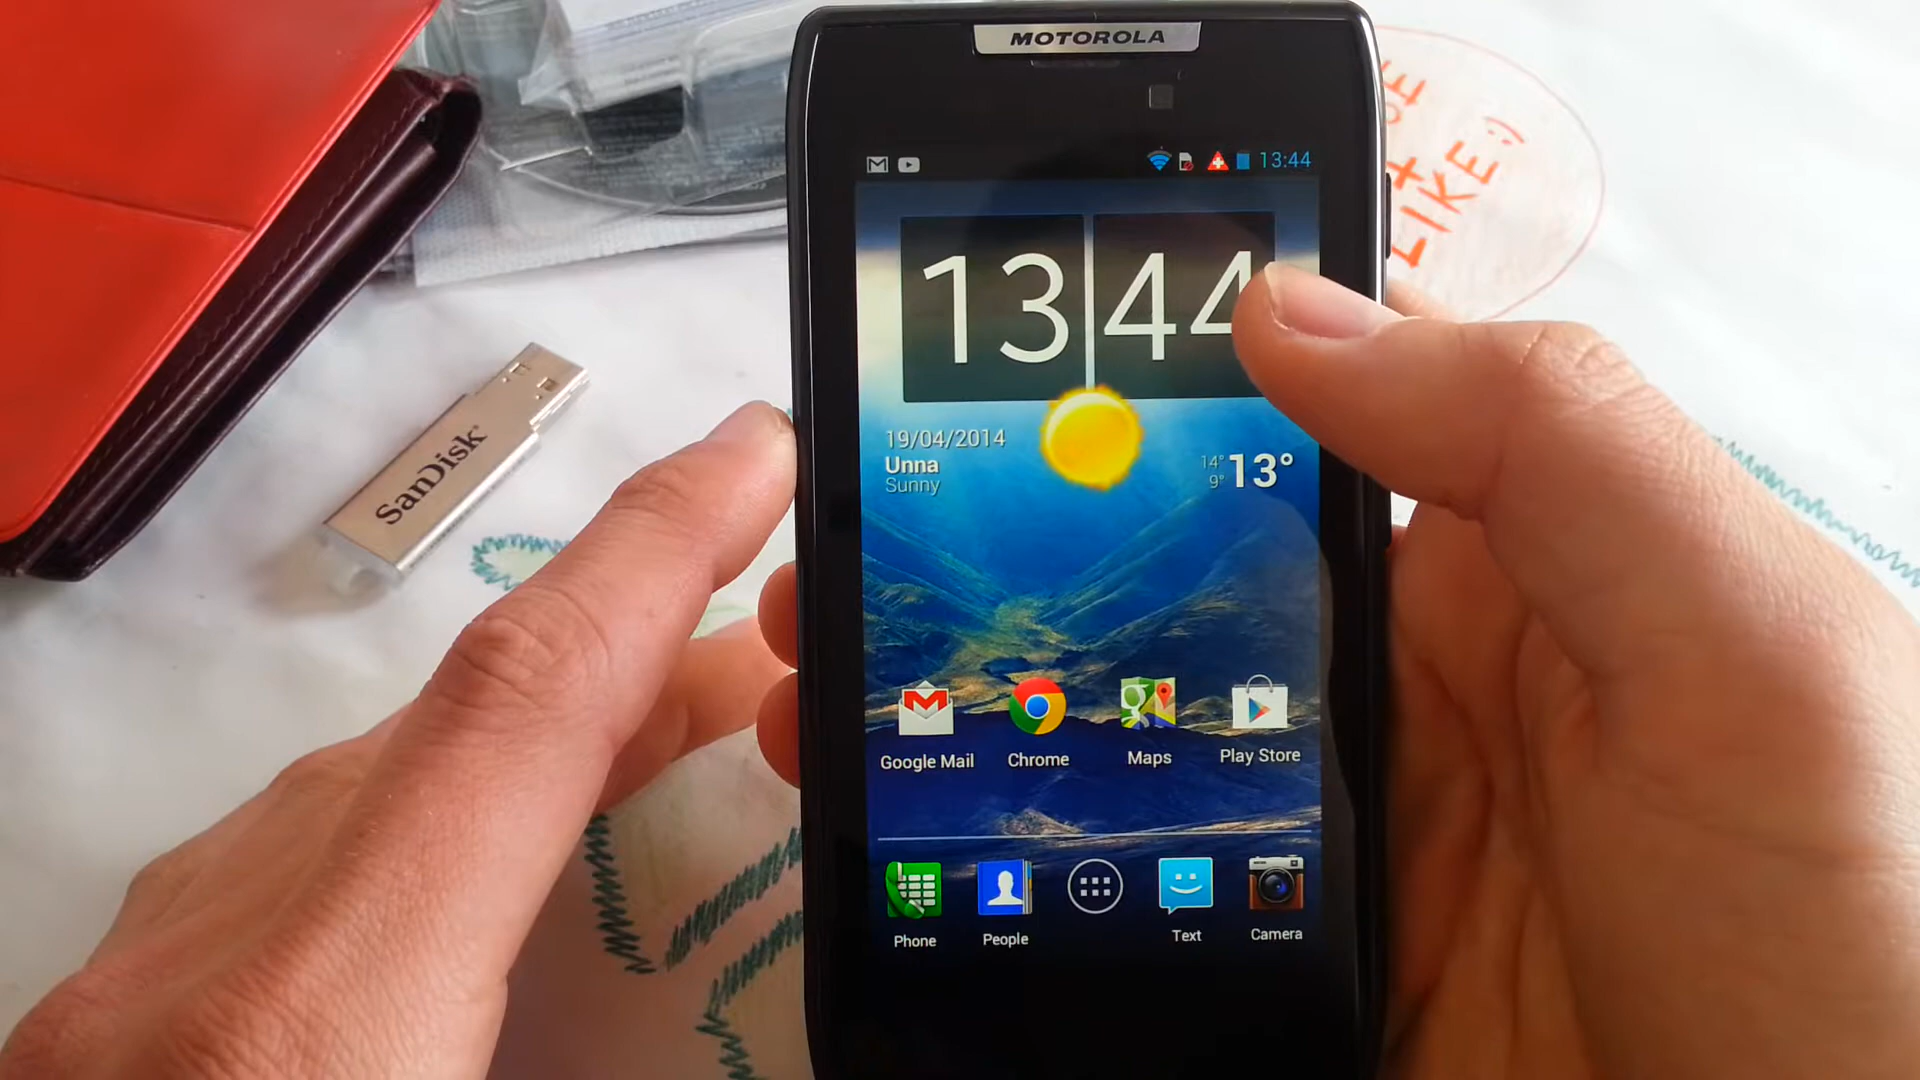 MOTOROLA
13:44
13 44
19/04/2014
Unna
Sunny
14°
9°
13°
Google Mail
Chrome
Maps
Play Store
Phone
People
Text
Camera
SanDisk
+
LIKE :)